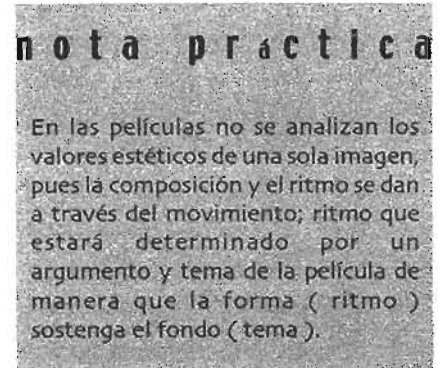 nota práctica
En las películas no se analizan los
valores estéticos de una sola imagen,
pues la composición y el ritmo se dan
a través del movimiento; ritmo que
estará determinado por un
argumento y tema de la película de
manera que la forma ( ritmo )
sostenga el fondo ( tema ).